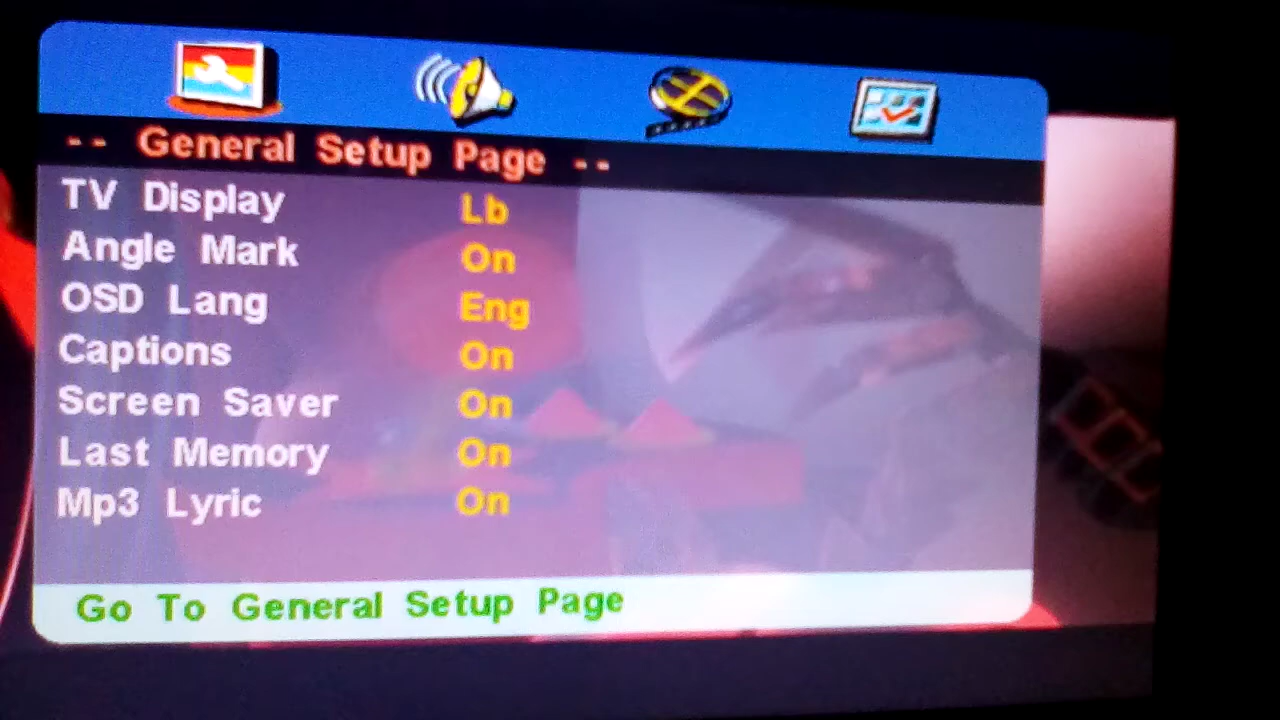 -- General Setup Page --
TV Display Lb
Angle Mark On
OSD Lang Eng
Captions On
Screen Saver On
Last Memory On
Mp3 Lyric On
Go To General Setup Page